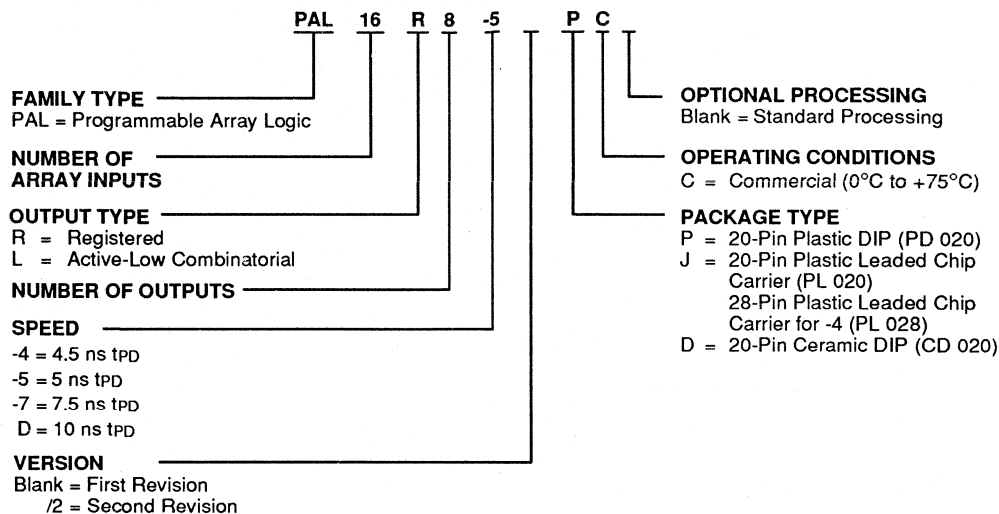 PAL 16 R 8 -5 P C
FAMILY TYPE
PAL = Programmable Array Logic
NUMBER OF
ARRAY INPUTS
OUTPUT TYPE
R = Registered
L = Active-Low Combinatorial
NUMBER OF OUTPUTS
SPEED
-4 = 4.5 ns tPD
-5 = 5 ns tPD
-7 = 7.5 ns tPD
D = 10 ns tPD
VERSION
Blank = First Revision
/2 = Second Revision
OPTIONAL PROCESSING
Blank = Standard Processing
OPERATING CONDITIONS
C = Commercial (0°C to +75°C)
PACKAGE TYPE
P = 20-Pin Plastic DIP (PD 020)
J = 20-Pin Plastic Leaded Chip
Carrier (PL 020)
28-Pin Plastic Leaded Chip
Carrier for -4 (PL 028)
D = 20-Pin Ceramic DIP (CD 020)